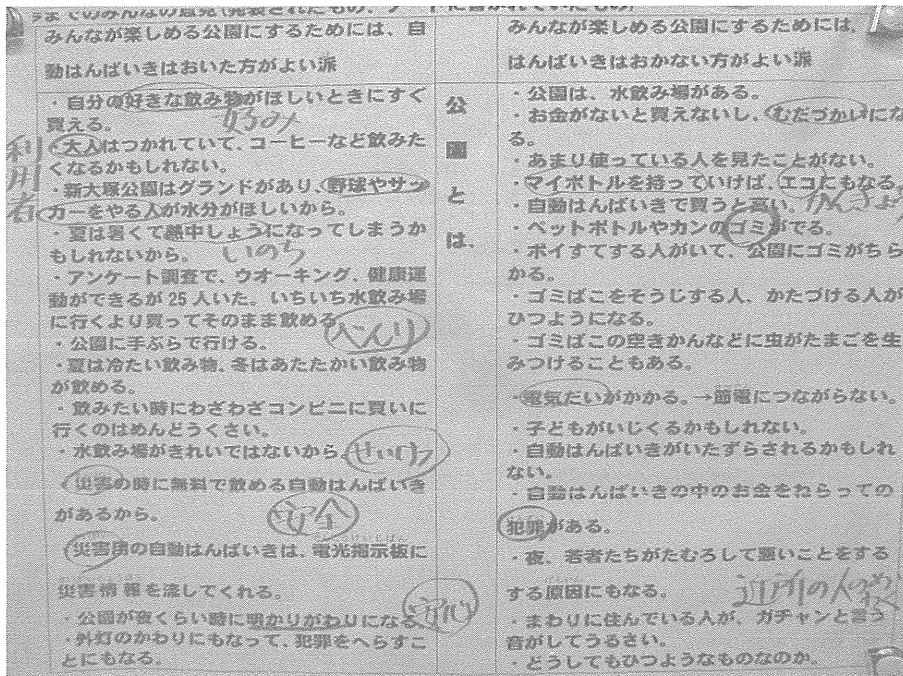 までのみんなの意見(発表されたもの、ノートに書かれていたもの)
みんなが楽しめる公園にするためには、自
動はんばいきはおいた方がよい派
・自分の好きな飲み物がほしいときにすぐ
買える。
好み
利用者
・大人はつかれていて、コーヒーなど飲みた
くなるかもしれない。
・新大塚公園はグランドがあり、野球やサッ
カーをやる人が水分がほしいから。
・夏は暑くて熱中しょうになってしまうか
もしれないから。
いのち
・アンケート調査で、ウオーキング、健康運
動ができるが25人いた。いちいち水飲み場
に行くより買ってそのまま飲める。
べんり
・公園に手ぶらで行ける。
・夏は冷たい飲み物、冬はあたたかい飲み物
が飲める。
・飲みたい時にわざわざコンビニに買いに
行くのはめんどうくさい。
・水飲み場がきれいではないから
せいけつ
・災害の時に無料で飲める自動はんばいき
があるから。
安全
・災害用の自動はんばいきは、電光掲示板に
災害情報を流してくれる。
・公園が夜くらい時に明かりがわりになる。
安心
・外灯のかわりにもなって、犯罪をへらすこ
とにもなる。
公園とは、
みんなが楽しめる公園にするためには、
はんばいきはおかない方がよい派
・公園は、水飲み場がある。
・お金がないと買えないし、むだづかいにな
る。
・あまり使っている人を見たことがない。
・マイボトルを持っていけば、エコにもなる
・自動はんばいきで買うと高い。
かんきょう
・ペットボトルやカンのゴミがでる。
・ポイすてする人がいて、公園にゴミがちら
かる。
・ゴミばこをそうじする人、かたづける人が
ひつようになる。
・ゴミばこの空きかんなどに虫がたまごを生
みつけることもある。
・電気だいがかかる。→節電につながらない。
・子どもがいじくるかもしれない。
・自動はんばいきがいたずらされるかもしれ
ない。
・自動はんばいきの中のお金をねらっての
犯罪がある。
・夜、若者たちがたむろして悪いことをする
する原因にもなる。
近所の人の
・まわりに住んでいる人が、ガチャンと言う
音がしてうるさい。
・どうしてもひつようなものなのか。